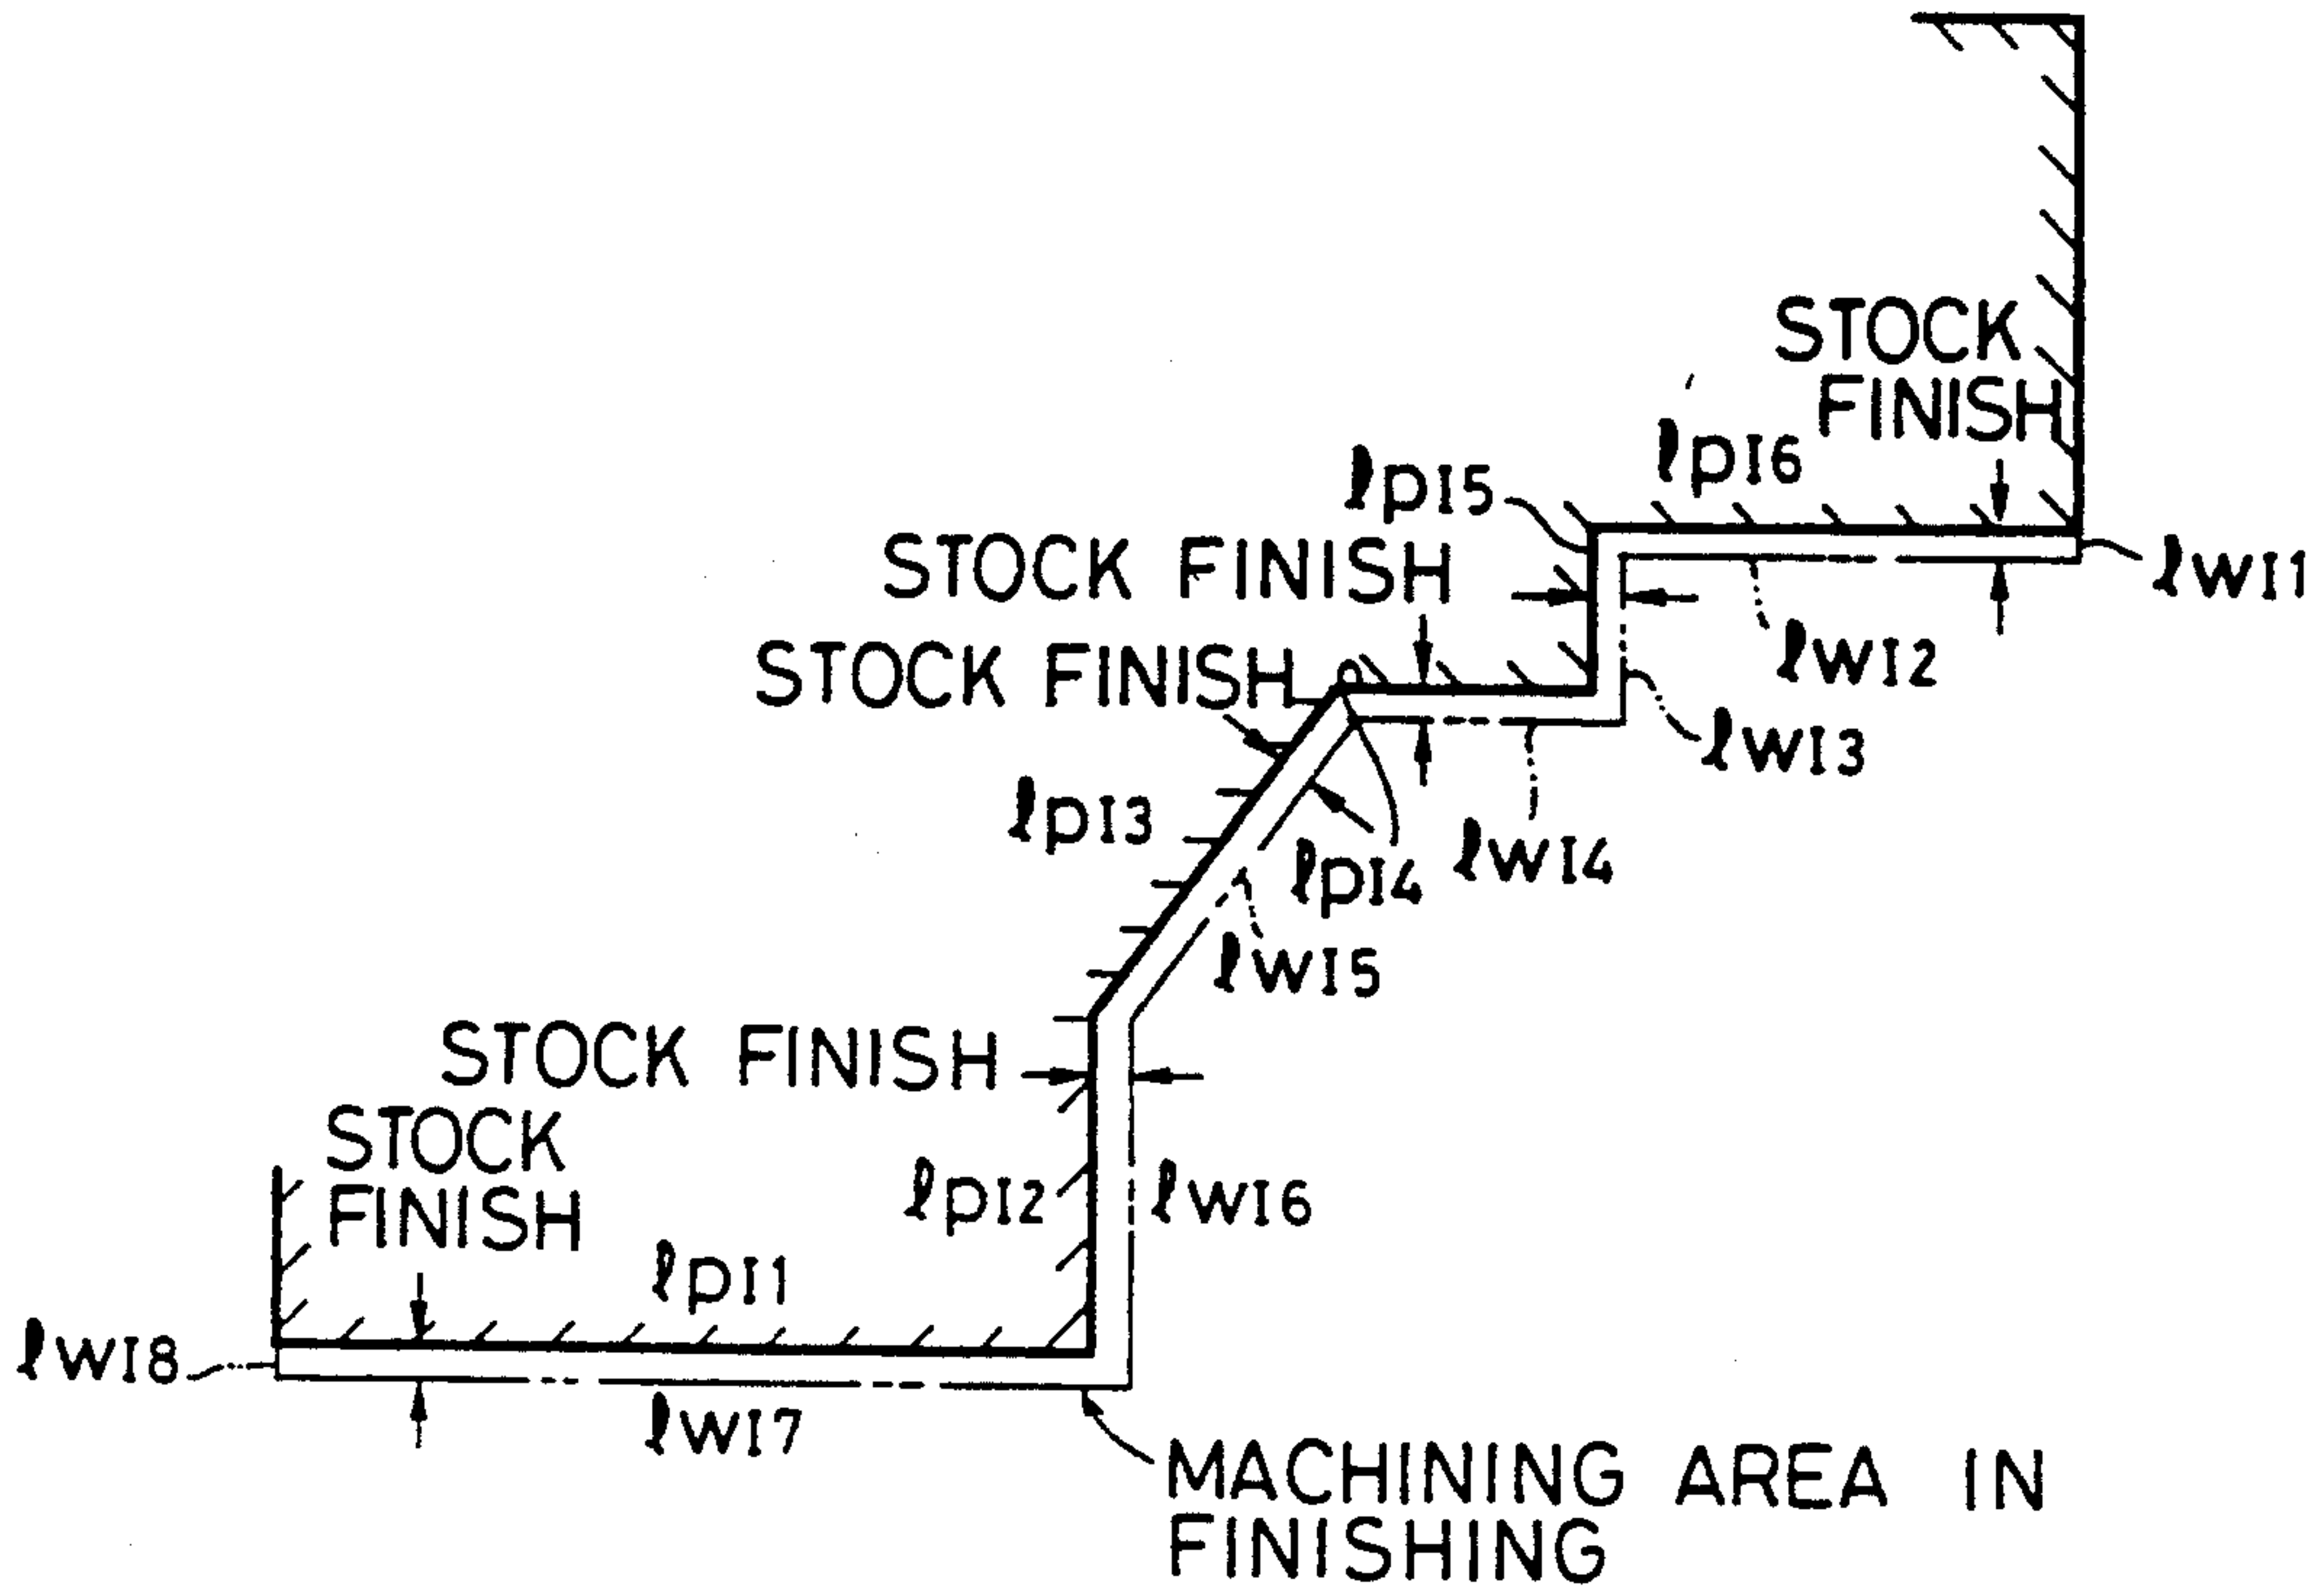 STOCK
FINISH
lPI6
lPI5
STOCK FINISH
lWI1
STOCK FINISH
lWI2
lWI3
lPI3
lPI4
lWI4
lWI5
STOCK FINISH
STOCK
FINISH
lPI2
lWI6
lPI1
lWI8
lWI7
MACHINING AREA IN
FINISHING